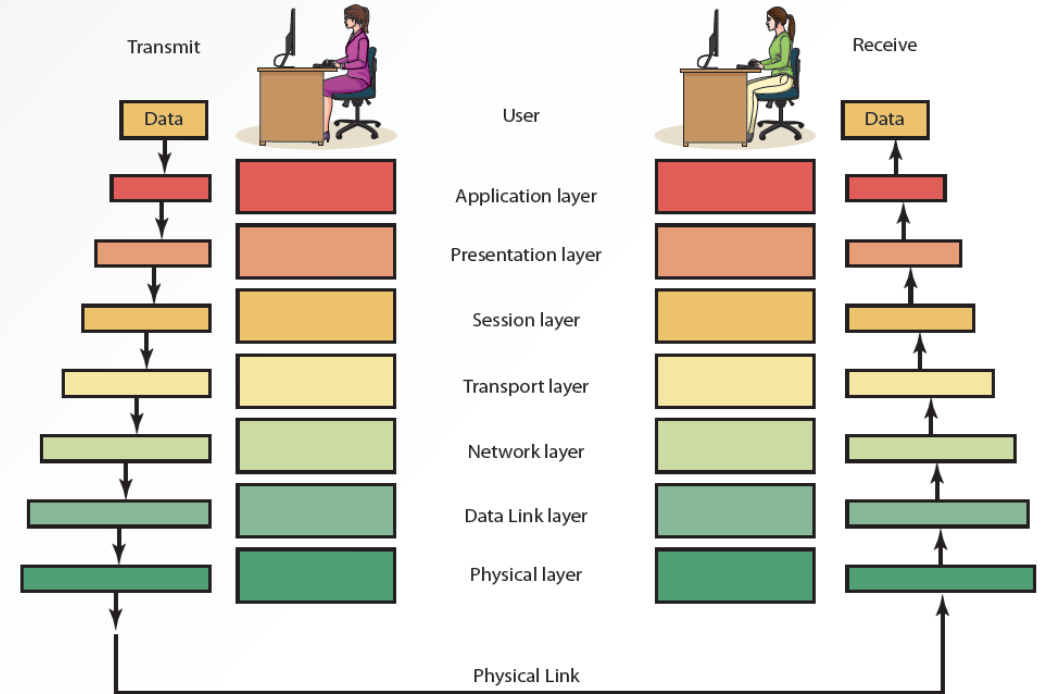 Transmit
Receive
Data
User
Data
Application layer
Presentation layer
Session layer
Transport layer
Network layer
Data Link layer
Physical layer
Physical Link